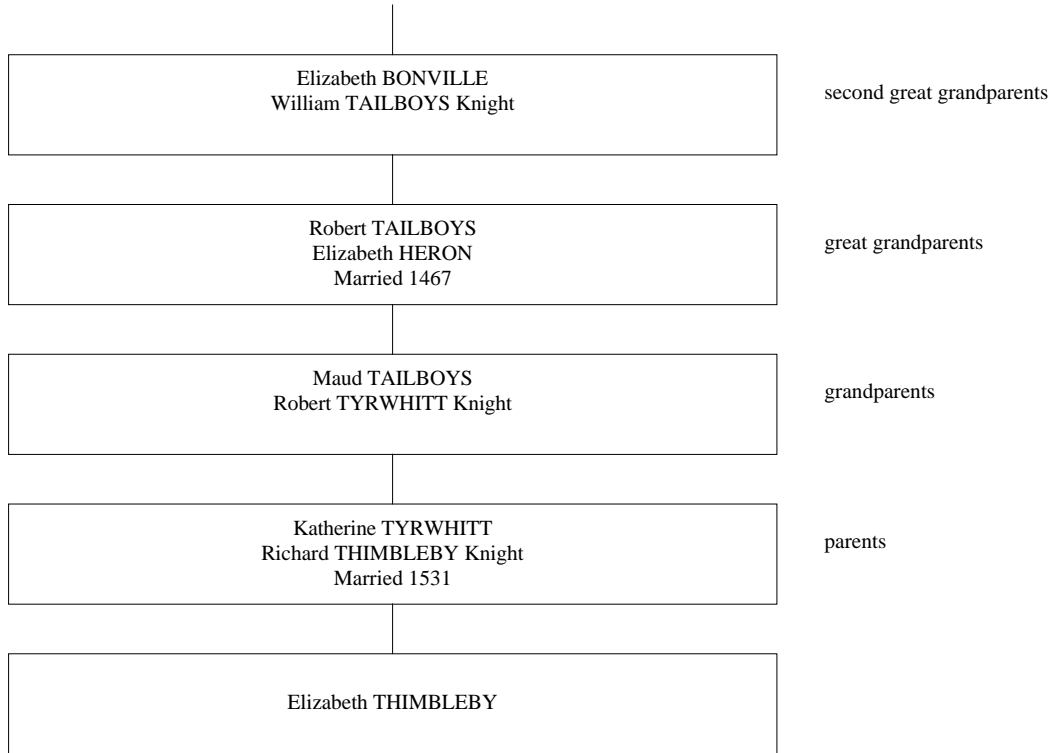 Elizabeth BONVILLE
William TAILBOYS Knight
second great grandparents
Robert TAILBOYS
Elizabeth HERON
Married 1467
great grandparents
Maud TAILBOYS
Robert TYRWHITT Knight
grandparents
Katherine TYRWHITT
Richard THIMBLEBY Knight
Married 1531
parents
Elizabeth THIMBLEBY